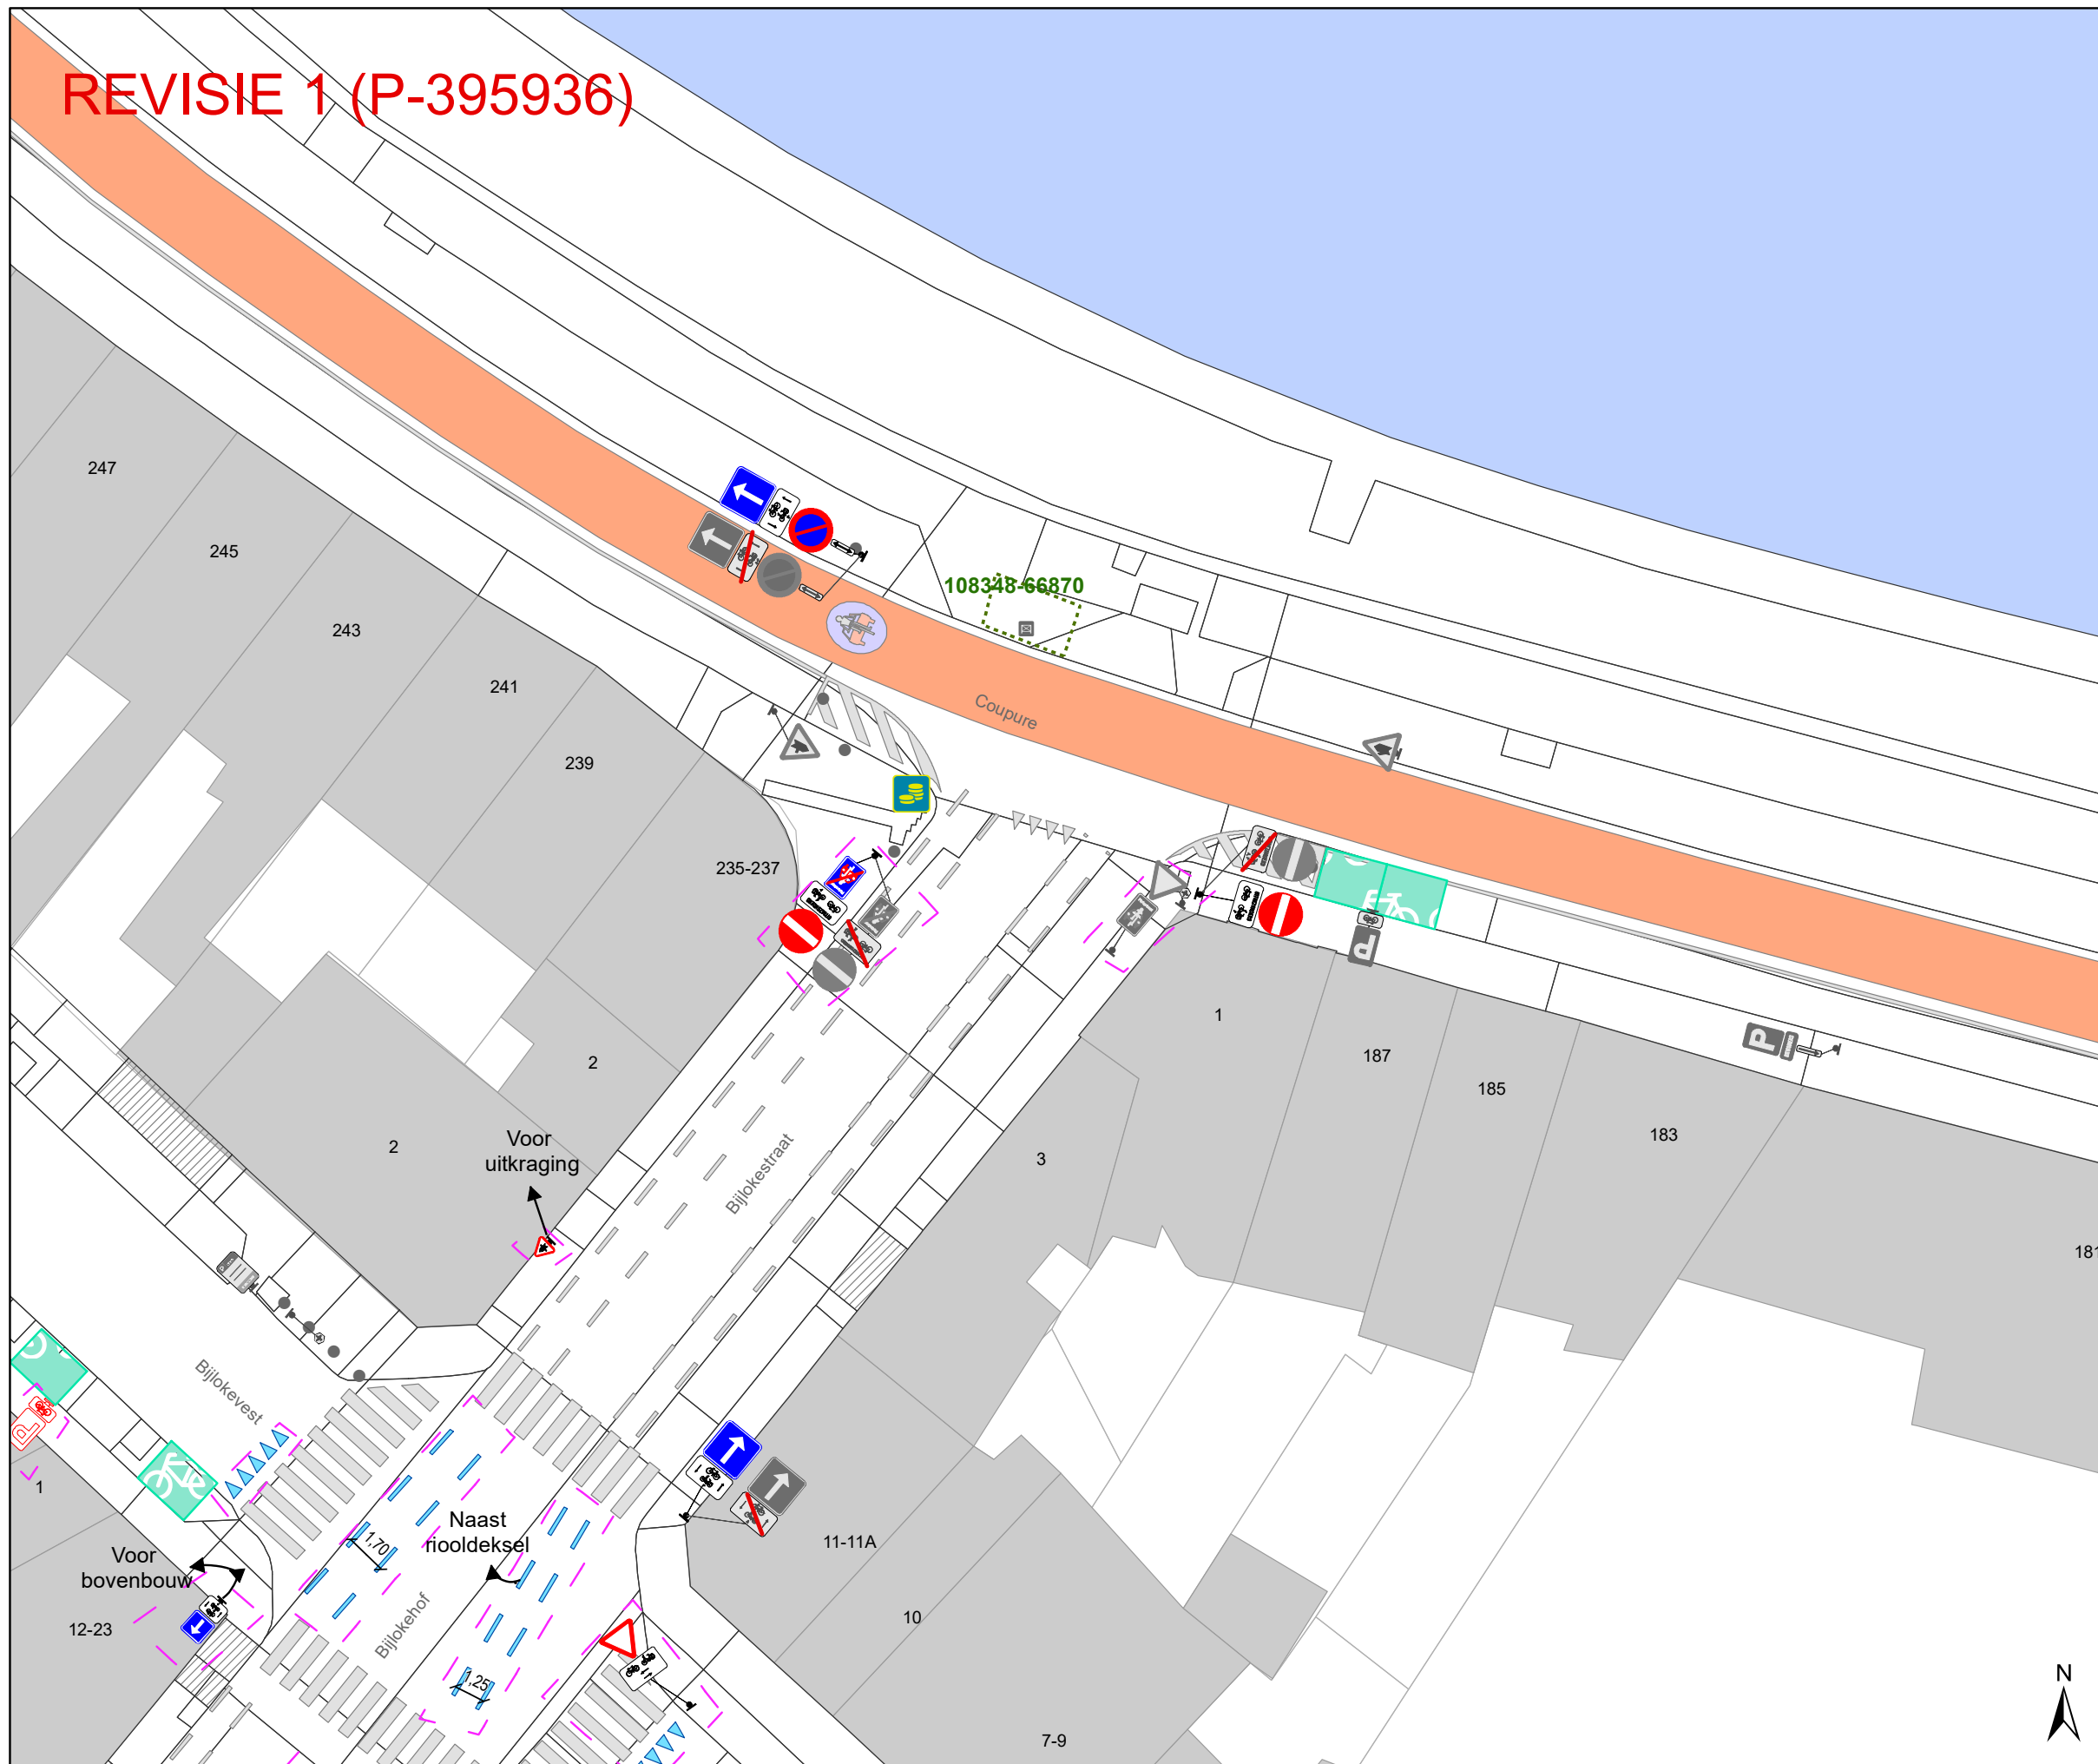 REVISIE 1 (P-395936)
247
245
243
241
239
235-237
108348-66870
Coupure
2
2
Voor
uitkraging
Bijlokestraat
1
187
185
183
181
3
P
P
Bijlokevest
P
1
Naast
riooldeksel
1,70
Voor
bovenbouw
12-23
Bijlokehof
1,25
11-11A
10
7-9
N